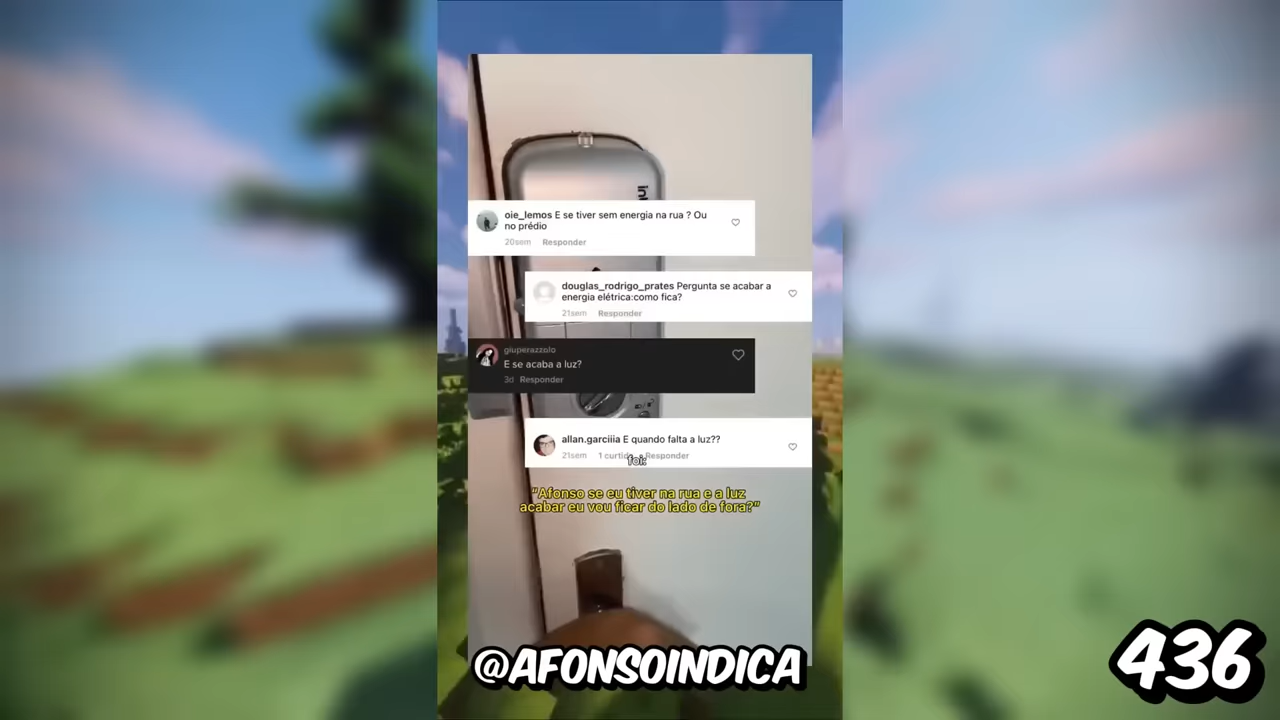 oie_lemos E se tiver sem energia na rua ? Ou
no prédio
20sem Responder
douglas_rodrigo_prates Pergunta se acabar a
energia elétrica:como fica?
21sem Responder
giuperazzolo
E se acaba a luz?
3d Responder
allan.garciiia E quando falta a luz??
21sem 1 curtida Responder
foi:
"Afonso se eu tiver na rua e a luz
acabar eu vou ficar do lado de fora?"
@AFONSOINDICA
436